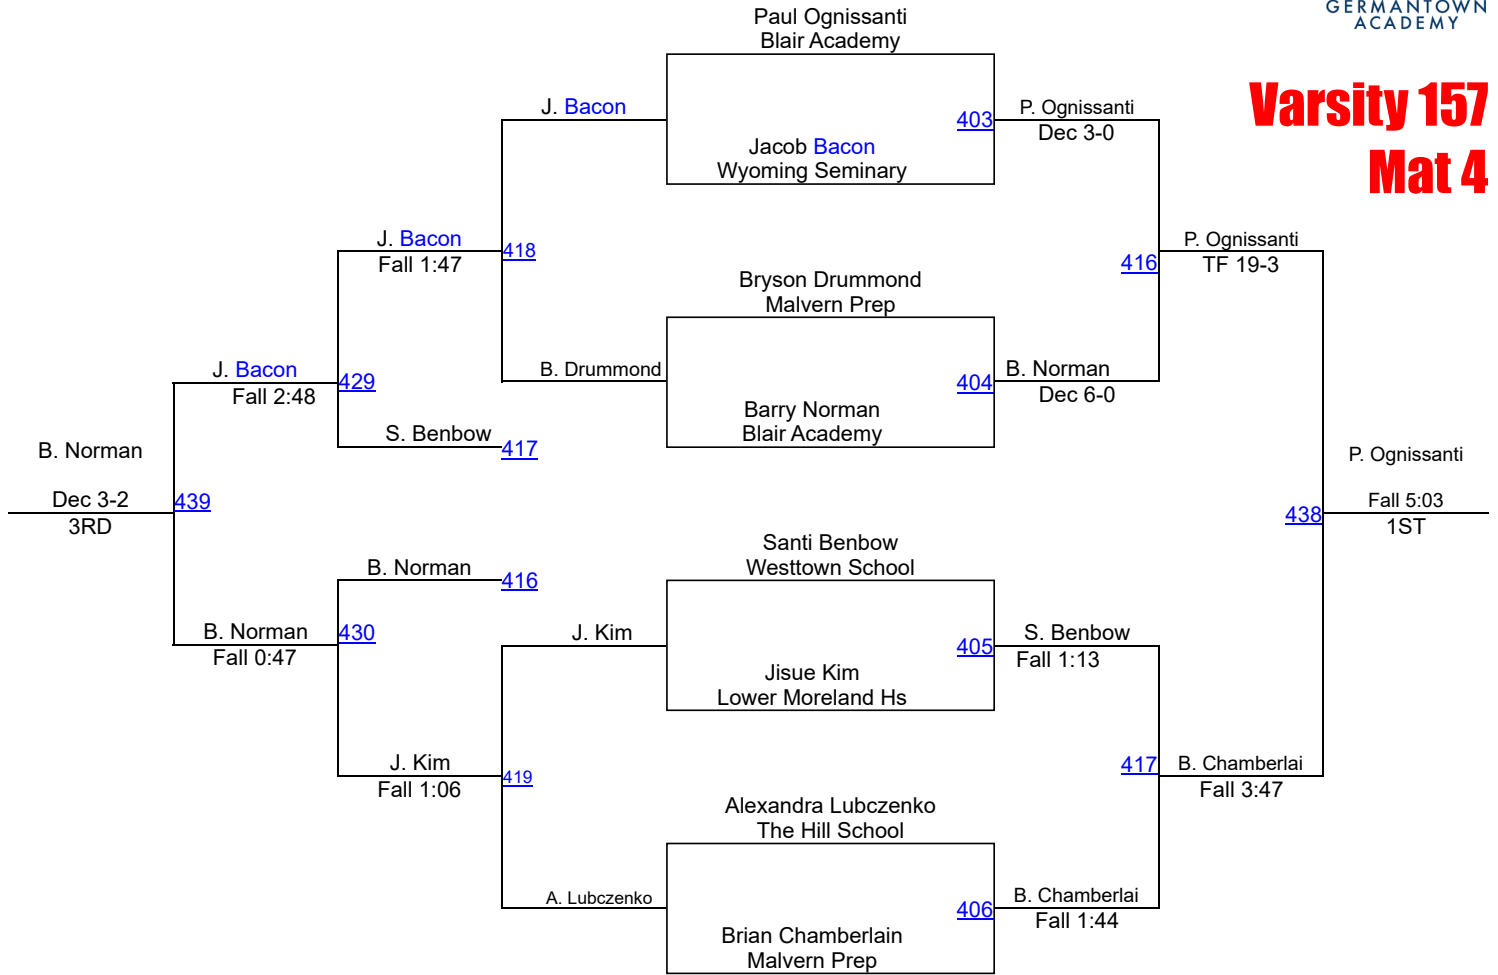 GERMANTOWN
ACADEMY
Varsity 157
Mat 4
Paul Ognissanti
Blair Academy
J. Bacon
403
P. Ognissanti
Dec 3-0
Jacob Bacon
Wyoming Seminary
J. Bacon
Fall 1:47
418
416
P. Ognissanti
TF 19-3
Bryson Drummond
Malvern Prep
J. Bacon
Fall 2:48
429
B. Drummond
404
B. Norman
Dec 6-0
Barry Norman
Blair Academy
S. Benbow
417
B. Norman
Dec 3-2
3RD
439
P. Ognissanti
Fall 5:03
1ST
438
Santi Benbow
Westtown School
B. Norman
416
B. Norman
Fall 0:47
430
J. Kim
405
S. Benbow
Fall 1:13
Jisue Kim
Lower Moreland Hs
J. Kim
Fall 1:06
419
417
B. Chamberlai
Fall 3:47
Alexandra Lubczenko
The Hill School
A. Lubczenko
406
B. Chamberlai
Fall 1:44
Brian Chamberlain
Malvern Prep